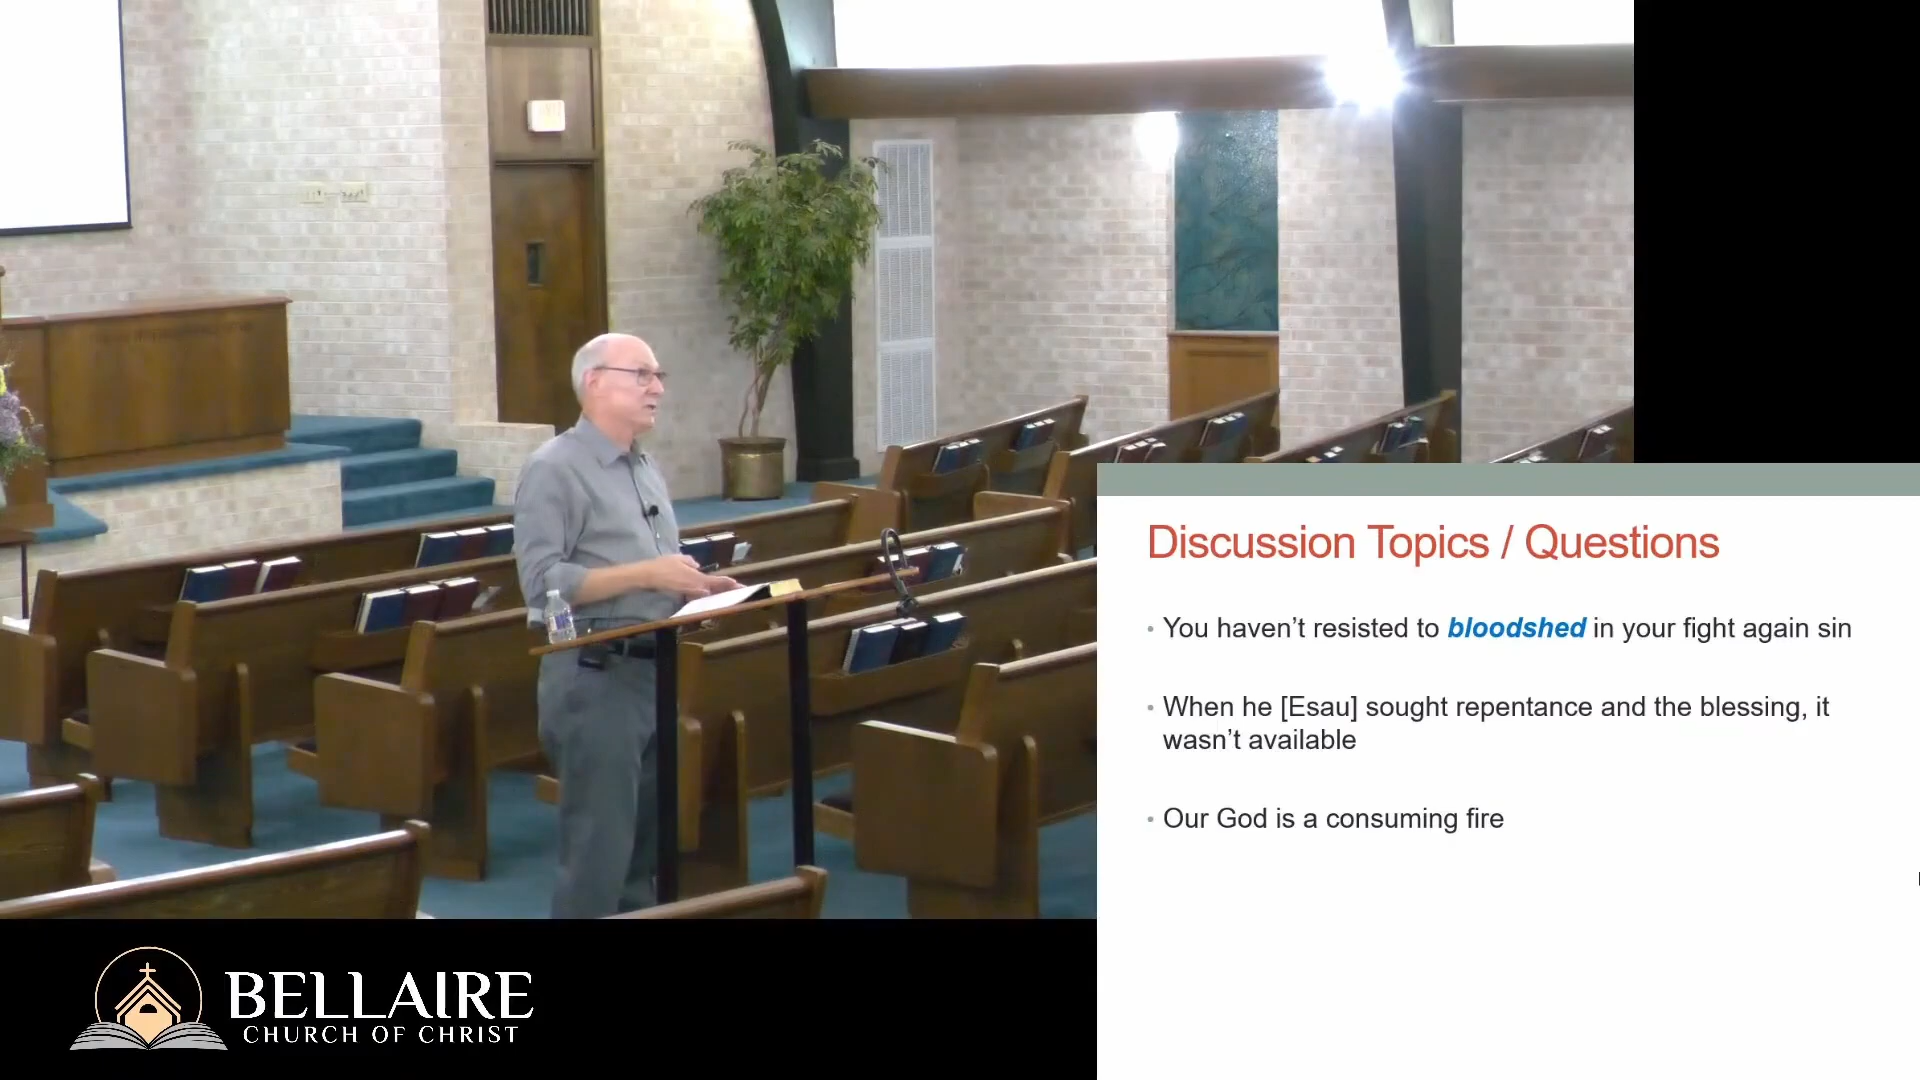 Discussion Topics / Questions
• You haven’t resisted to bloodshed in your fight again sin
• When he [Esau] sought repentance and the blessing, it
wasn’t available
• Our God is a consuming fire
BELLAIRE
CHURCH OF CHRIST